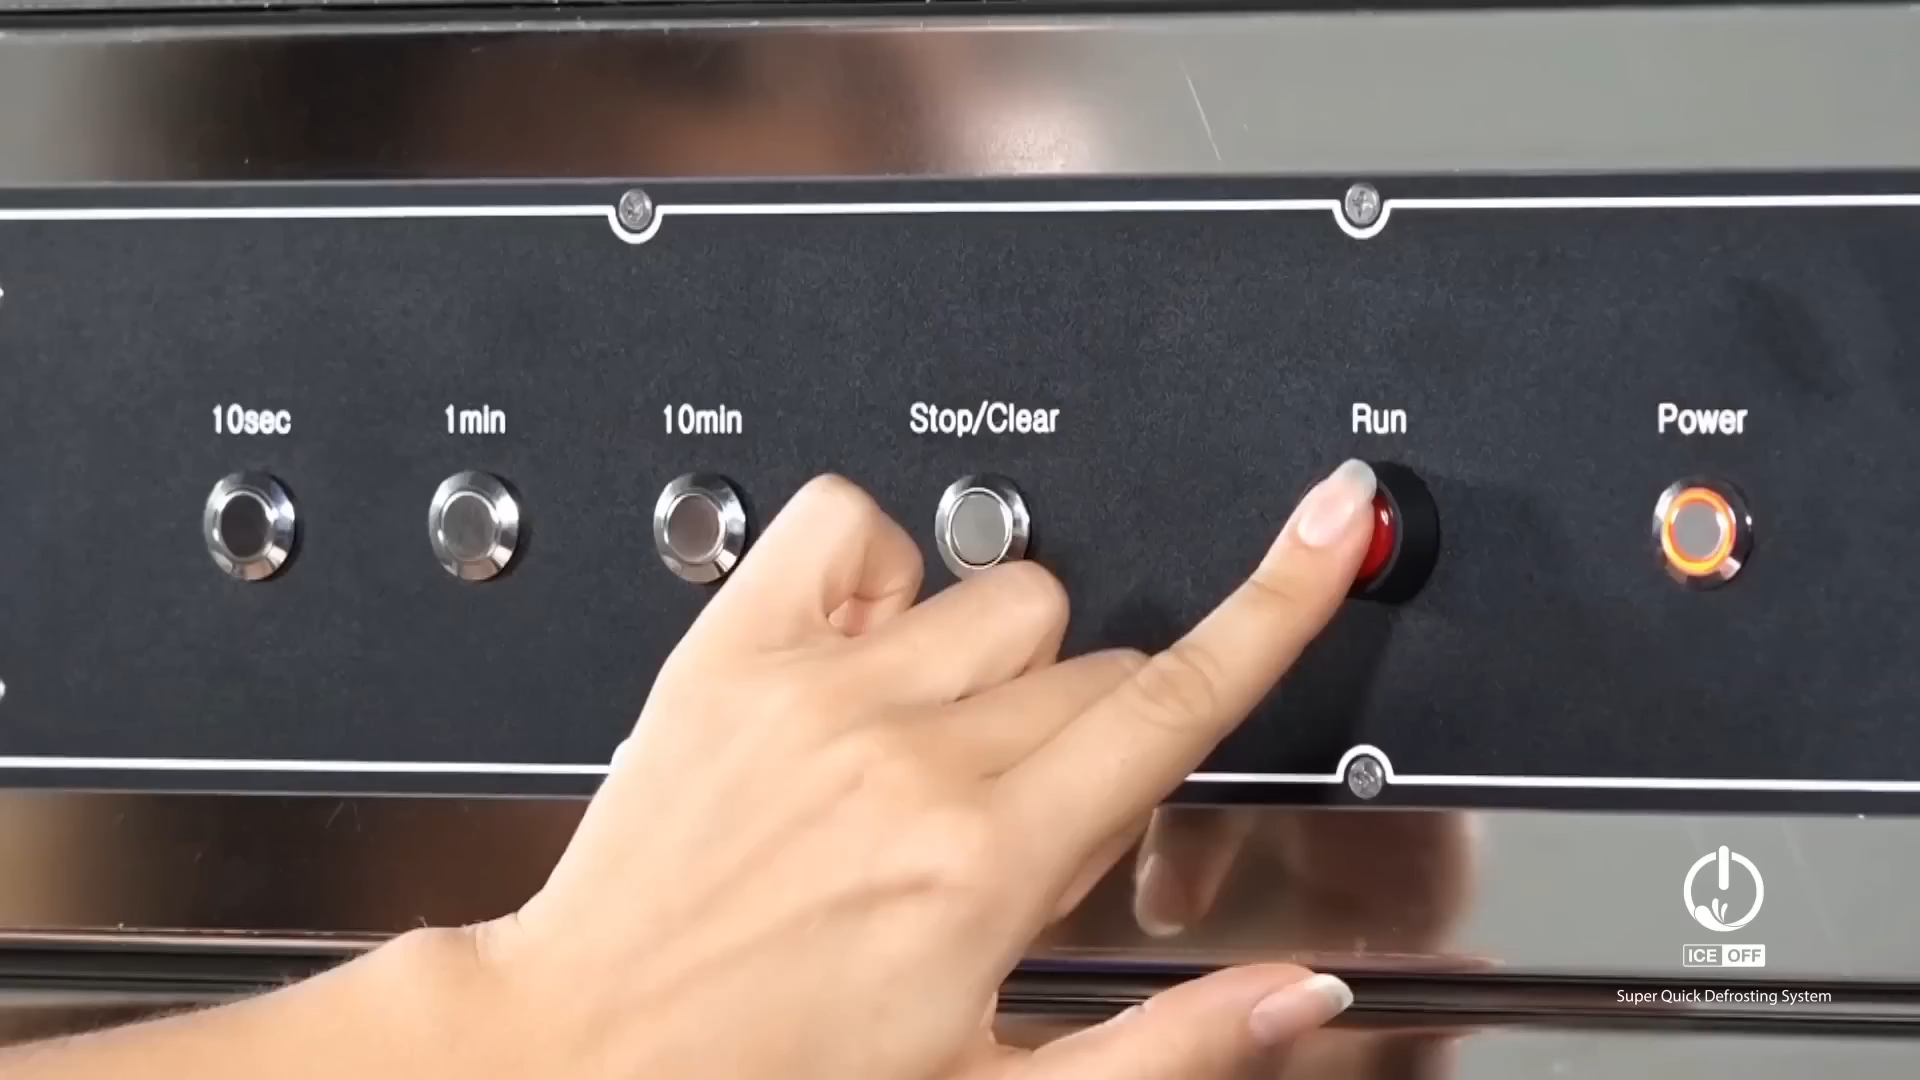 10sec
1min
10min
Stop/Clear
Run
Power
ICE OFF
Super Quick Defrosting System